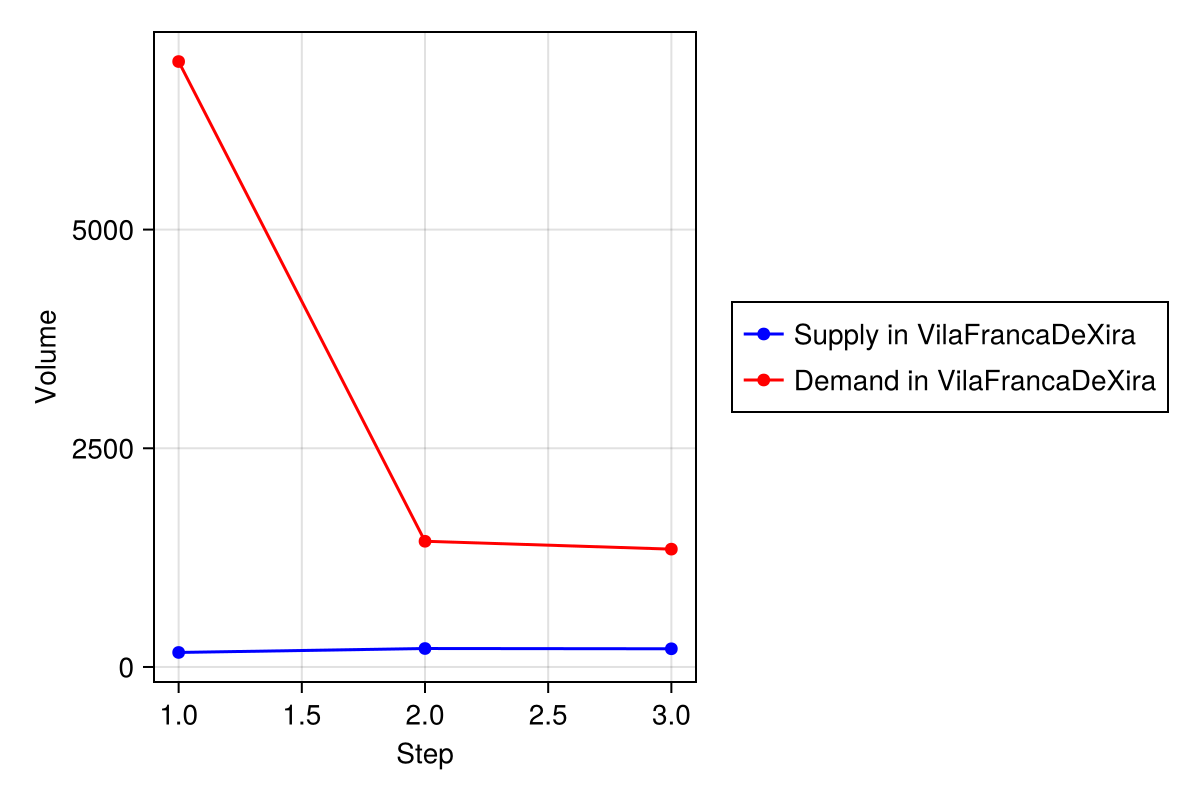 Volume
5000
2500
0
1.0 1.5 2.0 2.5 3.0
Step
Supply in VilaFrancaDeXira
Demand in VilaFrancaDeXira